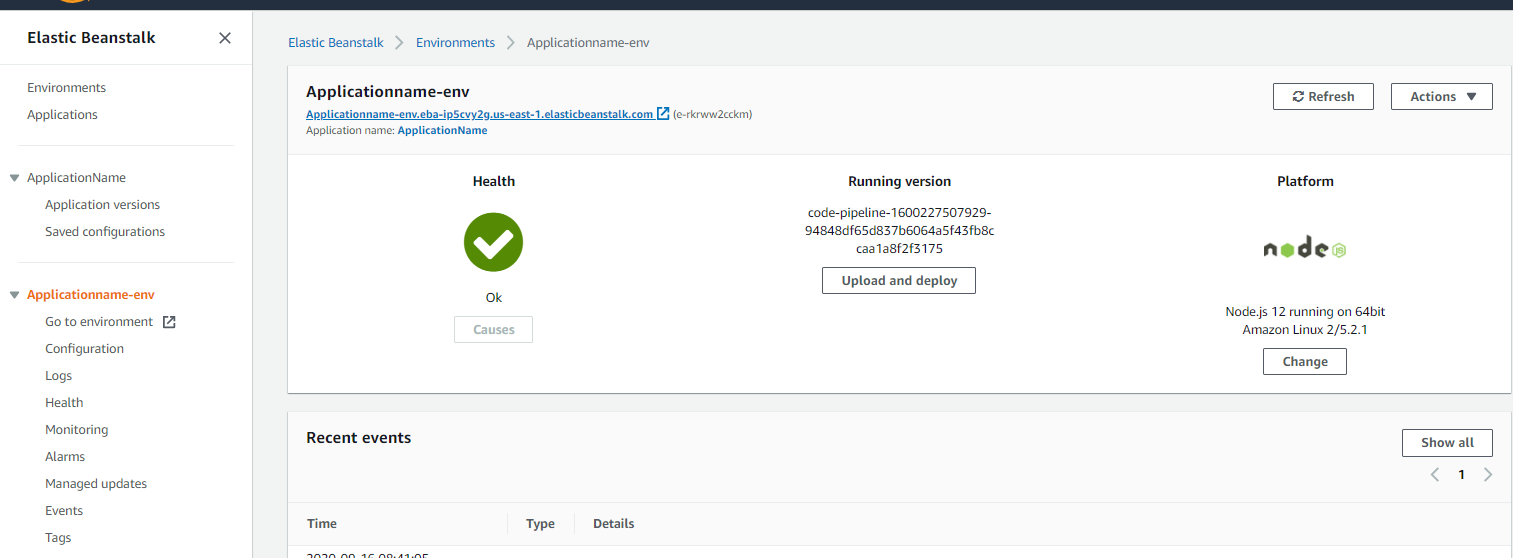 Elastic Beanstalk
Environments
Applications
ApplicationName
Application versions
Saved configurations
Applicationname-env
Go to environment
Configuration
Logs
Health
Monitoring
Alarms
Managed updates
Events
Tags
Elastic Beanstalk > Environments > Applicationname-env
Applicationname-env
Applicationname-env.eba-ip5cvy2g.us-east-1.elasticbeanstalk.com (e-rkrww2cckm)
Application name: ApplicationName
Refresh
Actions
Health
Ok
Causes
Running version
code-pipeline-1600227507929-
94848df65d837b6064a5f43fb8c
caa1a8f2f3175
Upload and deploy
Platform
node JS
Node.js 12 running on 64bit
Amazon Linux 2/5.2.1
Change
Recent events
Show all
1
Time Type Details